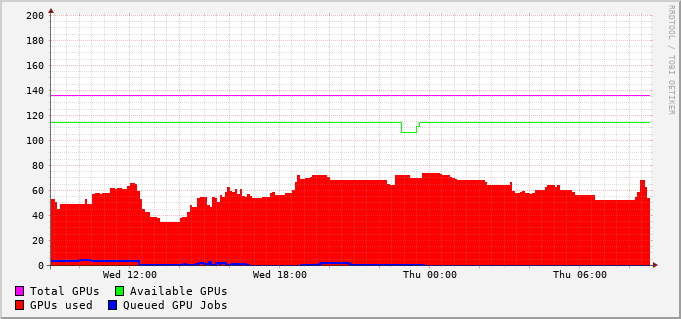 200
180
160
140
120
100
80
60
40
20
0
Wed 12:00 Wed 18:00 Thu 00:00 Thu 06:00
Total GPUs Available GPUs
GPUs used Queued GPU Jobs
RRDTOOL / TOBI OETIKER